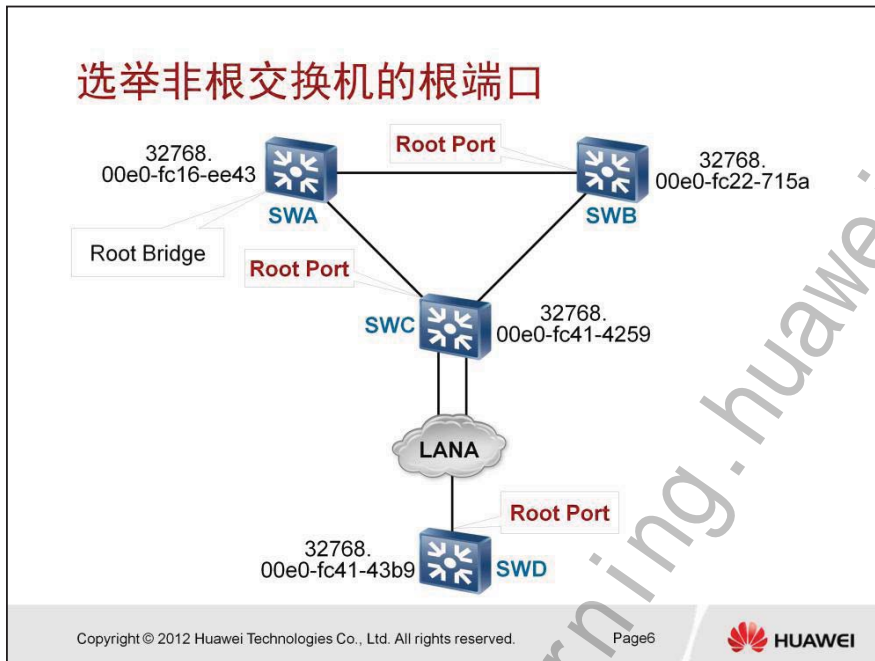 选举非根交换机的根端口
Root Port
32768.
00e0-fc16-ee43
SWA
32768.
00e0-fc22-715a
SWB
Root Bridge
Root Port
SWC
32768.
00e0-fc41-4259
LANA
Root Port
32768.
00e0-fc41-43b9
SWD
Copyright © 2012 Huawei Technologies Co., Ltd. All rights reserved.
Page6
HUAWEI
rning.huawei.